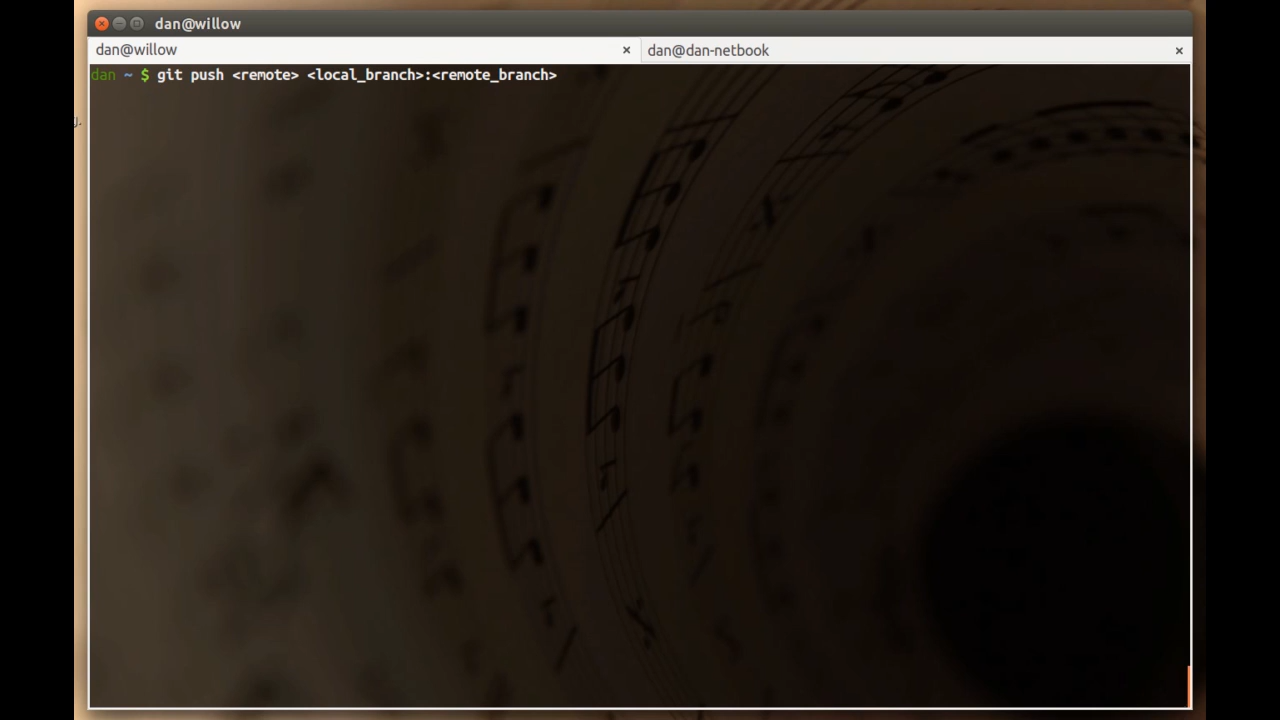 dan@willow
dan@willow
dan@dan-netbook
dan ~ $ git push <remote> <local_branch>:<remote_branch>